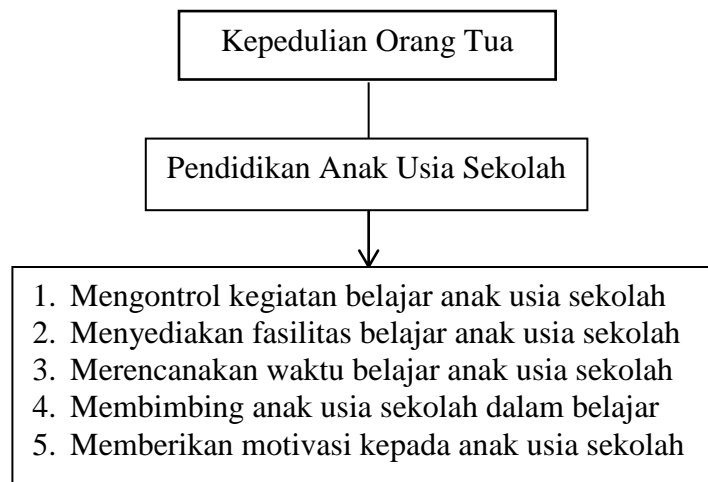 Kepedulian Orang Tua
Pendidikan Anak Usia Sekolah
1. Mengontrol kegiatan belajar anak usia sekolah
2. Menyediakan fasilitas belajar anak usia sekolah
3. Merencanakan waktu belajar anak usia sekolah
4. Membimbing anak usia sekolah dalam belajar
5. Memberikan motivasi kepada anak usia sekolah